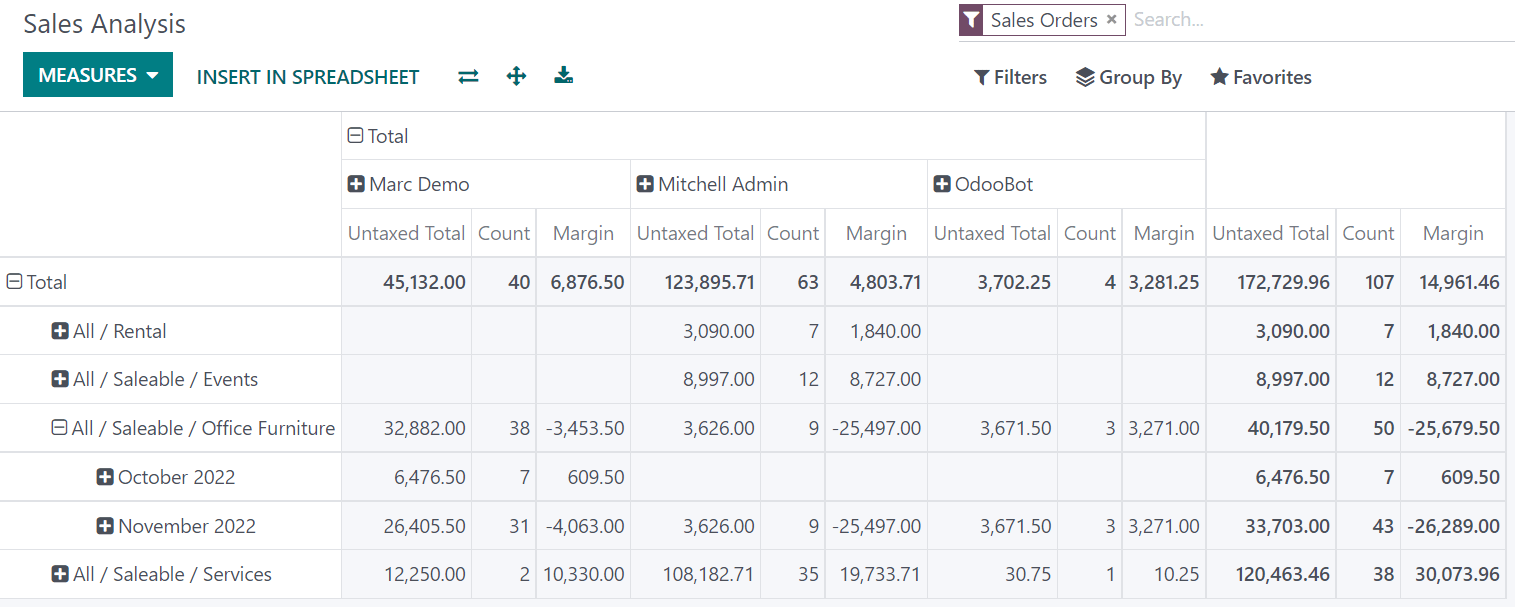 Sales Analysis
Sales Orders × Search...
MEASURES INSERT IN SPREADSHEET Filters Group By Favorites
Total
Marc Demo Mitchell Admin OdooBot
Untaxed Total Count Margin Untaxed Total Count Margin Untaxed Total Count Margin Untaxed Total Count Margin
Total 45,132.00 40 6,876.50 123,895.71 63 4,803.71 3,702.25 4 3,281.25 172,729.96 107 14,961.46
All / Rental 3,090.00 7 1,840.00 3,090.00 7 1,840.00
All / Saleable / Events 8,997.00 12 8,727.00 8,997.00 12 8,727.00
All / Saleable / Office Furniture 32,882.00 38 -3,453.50 3,626.00 9 -25,497.00 3,671.50 3 3,271.00 40,179.50 50 -25,679.50
October 2022 6,476.50 7 609.50 6,476.50 7 609.50
November 2022 26,405.50 31 -4,063.00 3,626.00 9 -25,497.00 3,671.50 3 3,271.00 33,703.00 43 -26,289.00
All / Saleable / Services 12,250.00 2 10,330.00 108,182.71 35 19,733.71 30.75 1 10.25 120,463.46 38 30,073.96